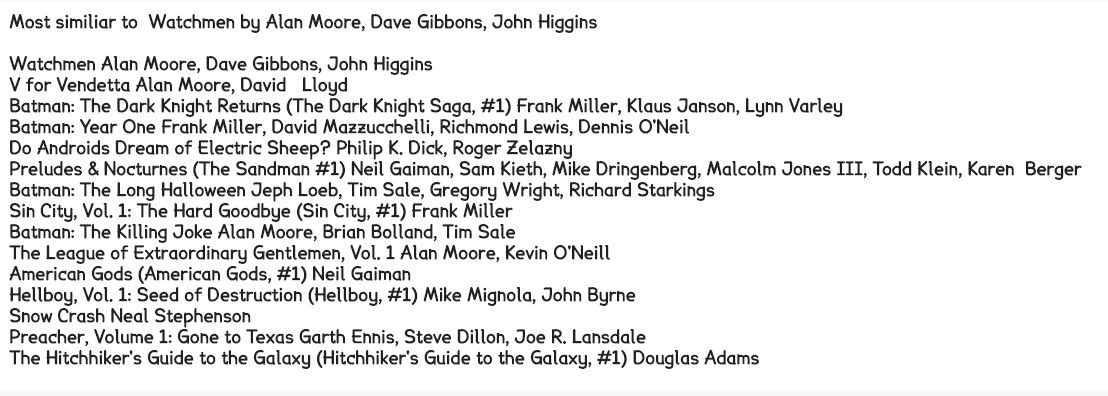 Most similiar to  Watchmen by Alan Moore, Dave Gibbons, John Higgins
Watchmen Alan Moore, Dave Gibbons, John Higgins
V for Vendetta Alan Moore, David   Lloyd
Batman: The Dark Knight Returns (The Dark Knight Saga, #1) Frank Miller, Klaus Janson, Lynn Varley
Batman: Year One Frank Miller, David Mazzucchelli, Richmond Lewis, Dennis O'Neil
Do Androids Dream of Electric Sheep? Philip K. Dick, Roger Zelazny
Preludes & Nocturnes (The Sandman #1) Neil Gaiman, Sam Kieth, Mike Dringenberg, Malcolm Jones III, Todd Klein, Karen  Berger
Batman: The Long Halloween Jeph Loeb, Tim Sale, Gregory Wright, Richard Starkings
Sin City, Vol. 1: The Hard Goodbye (Sin City, #1) Frank Miller
Batman: The Killing Joke Alan Moore, Brian Bolland, Tim Sale
The League of Extraordinary Gentlemen, Vol. 1 Alan Moore, Kevin O'Neill
American Gods (American Gods, #1) Neil Gaiman
Hellboy, Vol. 1: Seed of Destruction (Hellboy, #1) Mike Mignola, John Byrne
Snow Crash Neal Stephenson
Preacher, Volume 1: Gone to Texas Garth Ennis, Steve Dillon, Joe R. Lansdale
The Hitchhiker's Guide to the Galaxy (Hitchhiker's Guide to the Galaxy, #1) Douglas Adams